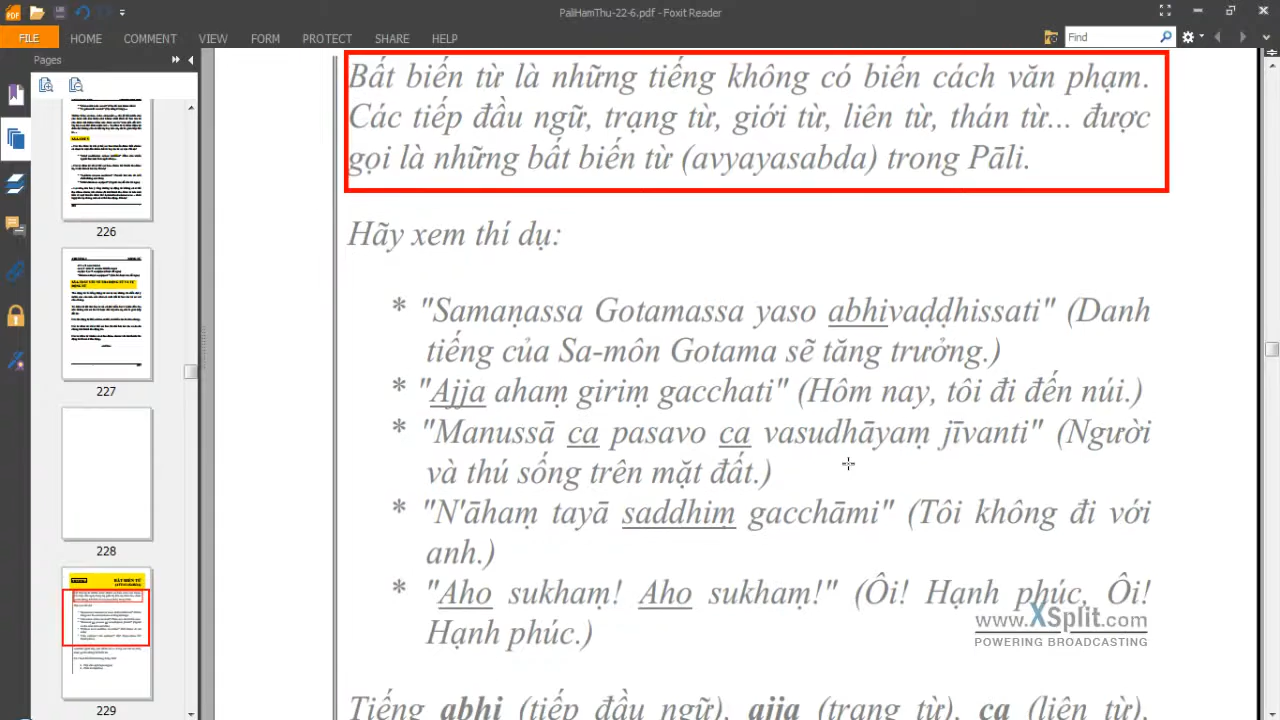 PaliHamThu-22-6.pdf - Foxit Reader
FILE HOME COMMENT VIEW FORM PROTECT SHARE HELP
Find
Pages
226
227
228
229
Bất biến từ là những tiếng không có biến cách văn phạm.
Các tiếp đầu ngữ, trạng từ, giới từ, liên từ, thán từ... được
gọi là những bất biến từ (avyayasadda) trong Pāli.
Hãy xem thí dụ:
* "Samaṇassa Gotamassa yaso abhivaḍḍhissati" (Danh
tiếng của Sa-môn Gotama sẽ tăng trưởng.)
* "Ajja ahaṃ giriṃ gacchati" (Hôm nay, tôi đi đến núi.)
* "Manussā ca pasavo ca vasudhāyaṃ jīvanti" (Người
và thú sống trên mặt đất.)
* "N'āhaṃ tayā saddhiṃ gacchāmi" (Tôi không đi với
anh.)
* "Aho sukhaṃ! Aho sukhaṃ" (Ôi! Hạnh phúc, Ôi!
Hạnh phúc.)
www.XSplit.com
POWERING BROADCASTING
Tiếng abhi (tiếp đầu ngữ), ajja (trạng từ), ca (liên từ),